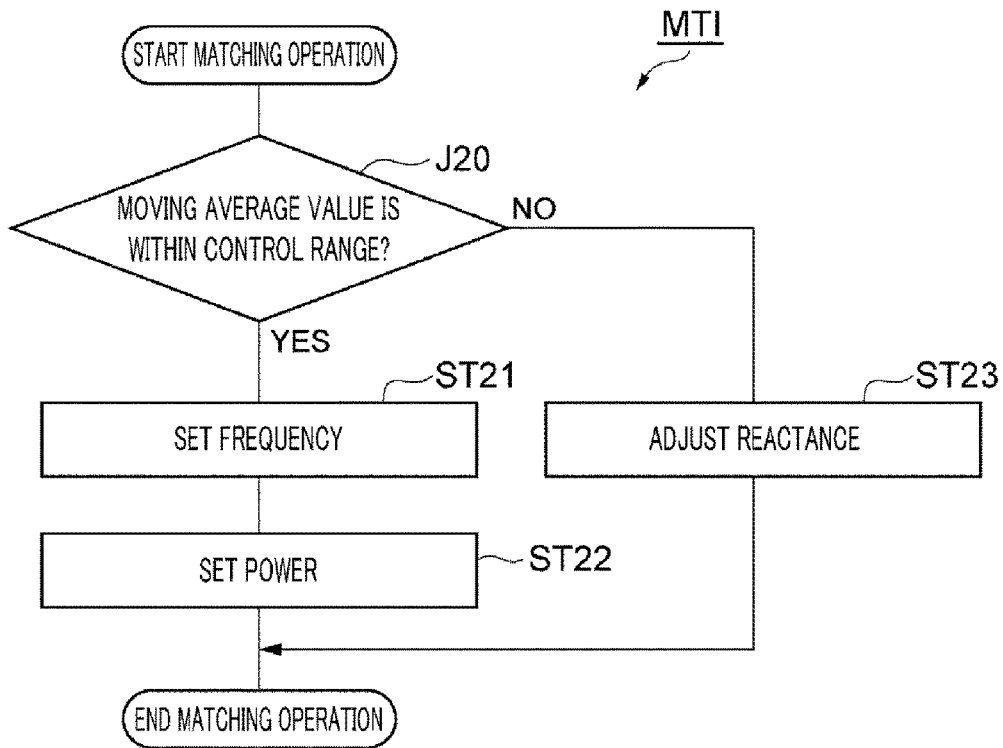 MTI
START MATCHING OPERATION
J20
MOVING AVERAGE VALUE IS
WITHIN CONTROL RANGE?
NO
YES
ST21
SET FREQUENCY
ST23
ADJUST REACTANCE
SET POWER
ST22
END MATCHING OPERATION